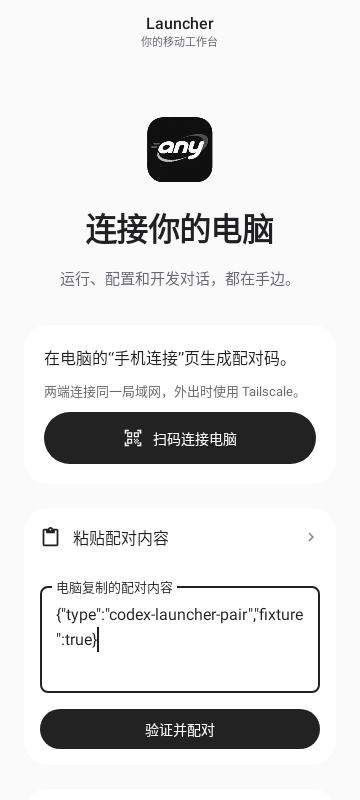 Launcher
你的移动工作台
any
连接你的电脑
运行、配置和开发对话，都在手边。
在电脑的“手机连接”页生成配对码。
两端连接同一局域网，外出时使用 Tailscale。
扫码连接电脑
粘贴配对内容
电脑复制的配对内容
{"type":"codex-launcher-pair","fixture
":true}
验证并配对